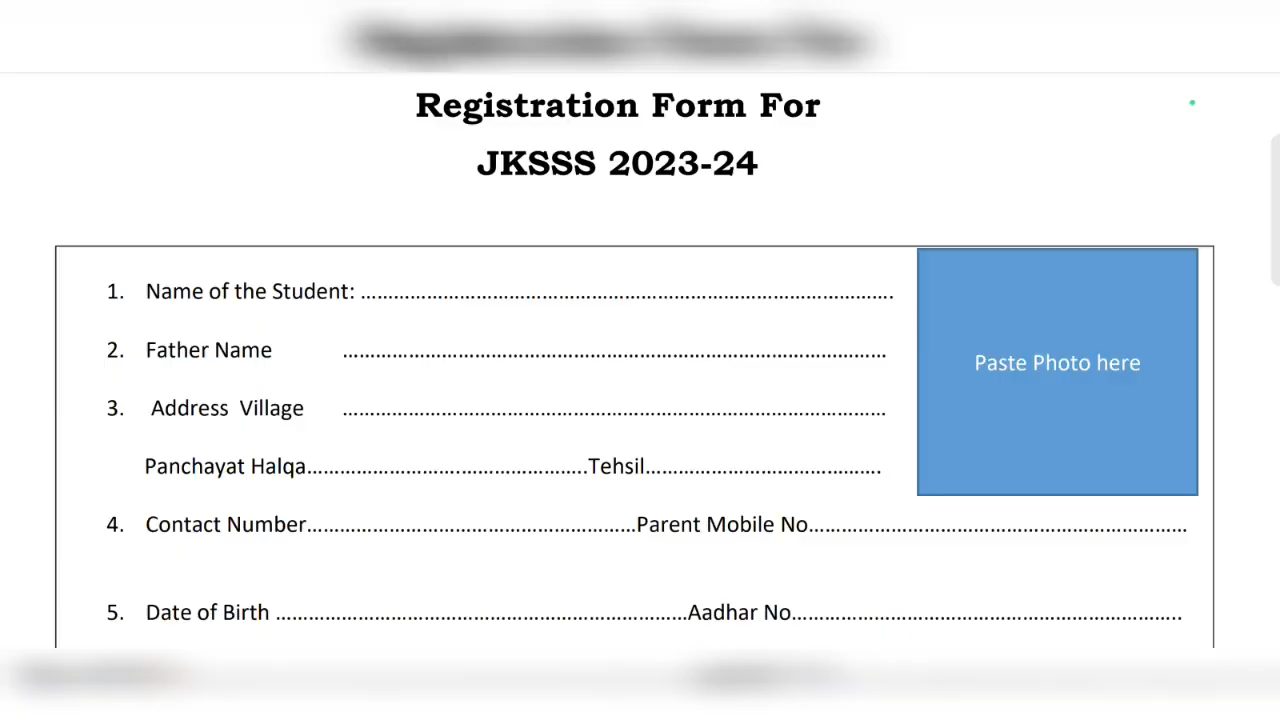 Registration Form For
JKSSS 2023-24
1. Name of the Student: ………………………………………………………………………………….
Paste Photo here
2. Father Name ……………………………………………………………………………………
3. Address Village ……………………………………………………………………………………
Panchayat Halqa……………………………………………Tehsil……………………………………
4. Contact Number……………………………………………Parent Mobile No……………………………………………………
5. Date of Birth ……………………………………………………………Aadhar No……………………………………………………..